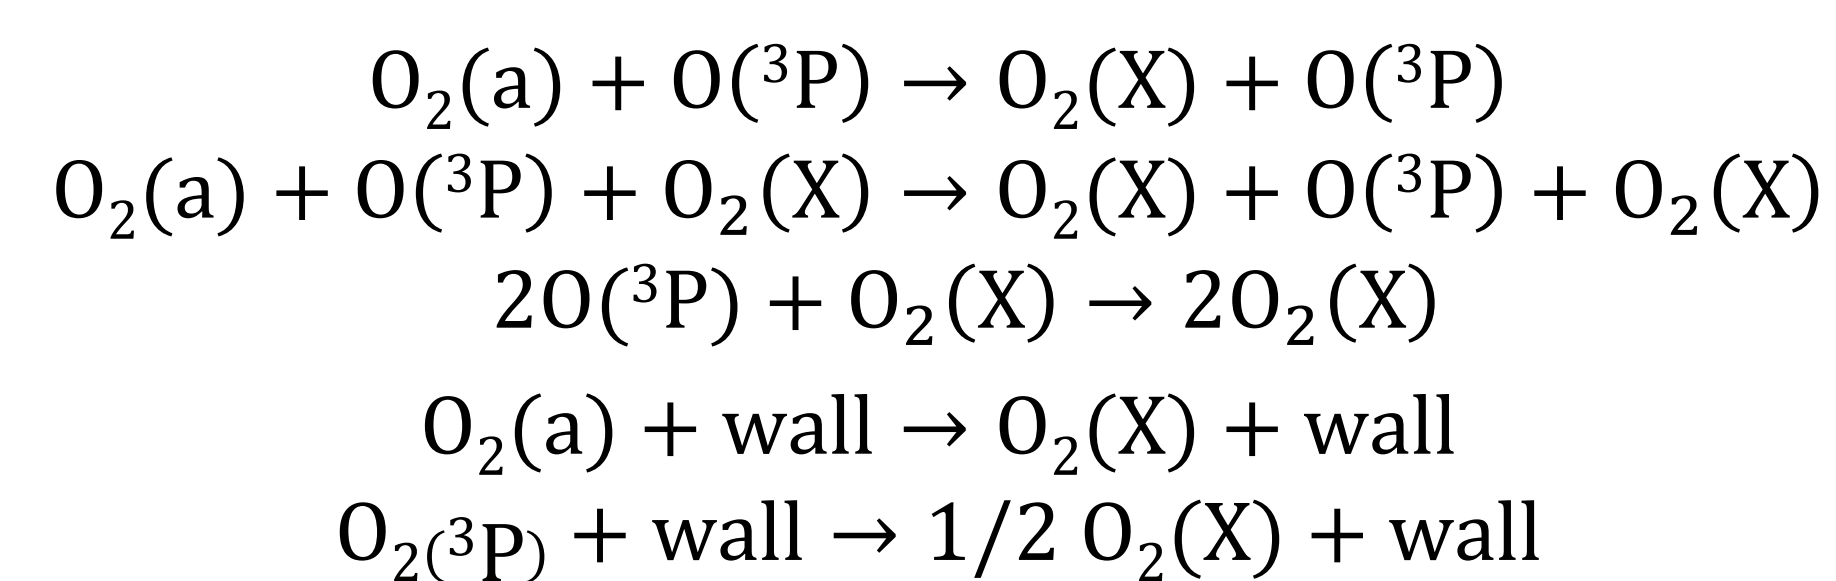 O₂(a) + O(³P) → O₂(X) + O(³P)
O₂(a) + O(³P) + O₂(X) → O₂(X) + O(³P) + O₂(X)
2O(³P) + O₂(X) → 2O₂(X)
O₂(a) + wall → O₂(X) + wall
O₂(³P) + wall → 1/2 O₂(X) + wall